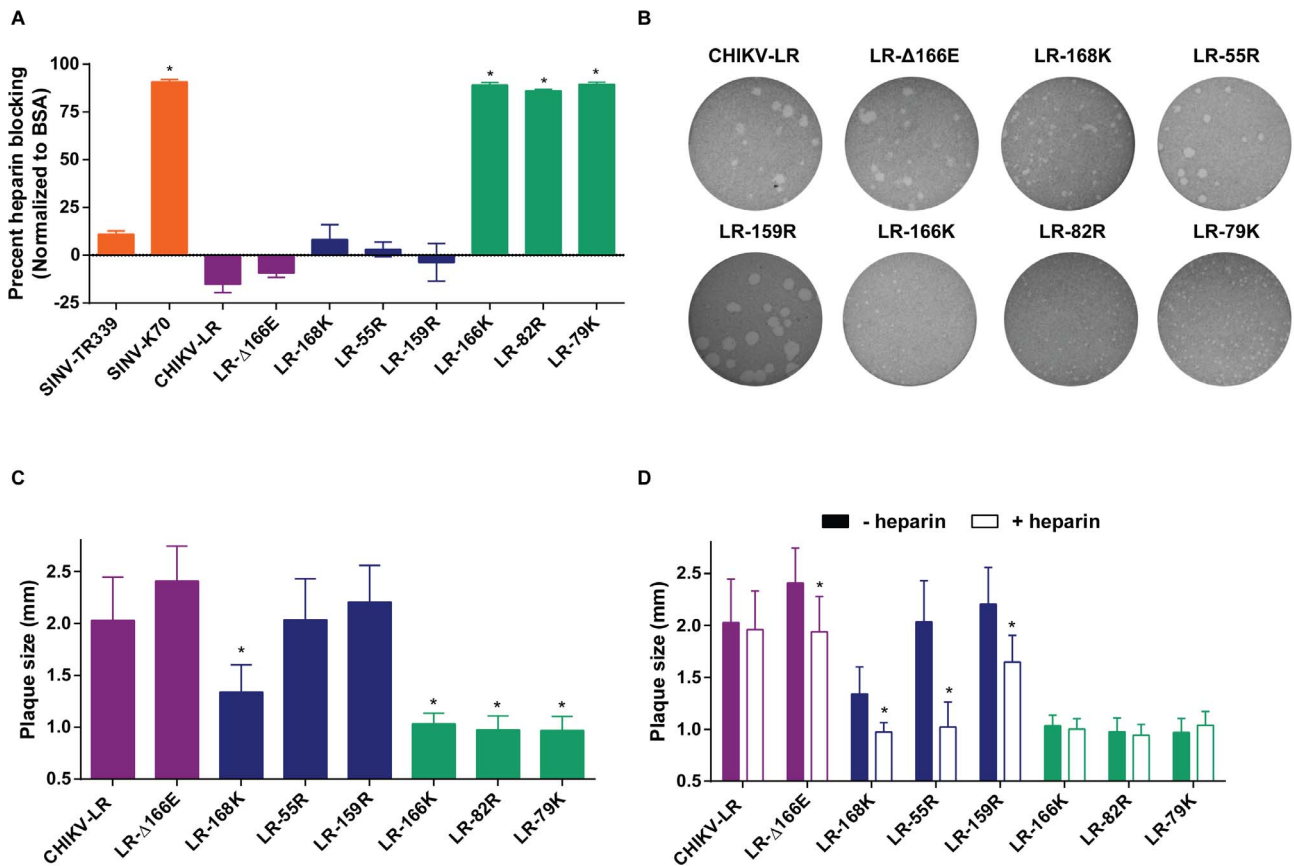 A
Precent heparin blocking
(Normalized to BSA)
100
75
50
25
0
-25
*
*
*
*
SINV-TR339
SINV-K70
CHIKV-LR
LR-Δ166E
LR-168K
LR-55R
LR-159R
LR-166K
LR-82R
LR-79K
B
CHIKV-LR
LR-Δ166E
LR-168K
LR-55R
LR-159R
LR-166K
LR-82R
LR-79K
C
Plaque size (mm)
2.5
2.0
1.5
1.0
0.5
*
*
*
*
CHIKV-LR
LR-Δ166E
LR-168K
LR-55R
LR-159R
LR-166K
LR-82R
LR-79K
D
- heparin
+ heparin
Plaque size (mm)
2.5
2.0
1.5
1.0
0.5
*
*
*
*
CHIKV-LR
LR-Δ166E
LR-168K
LR-55R
LR-159R
LR-166K
LR-82R
LR-79K